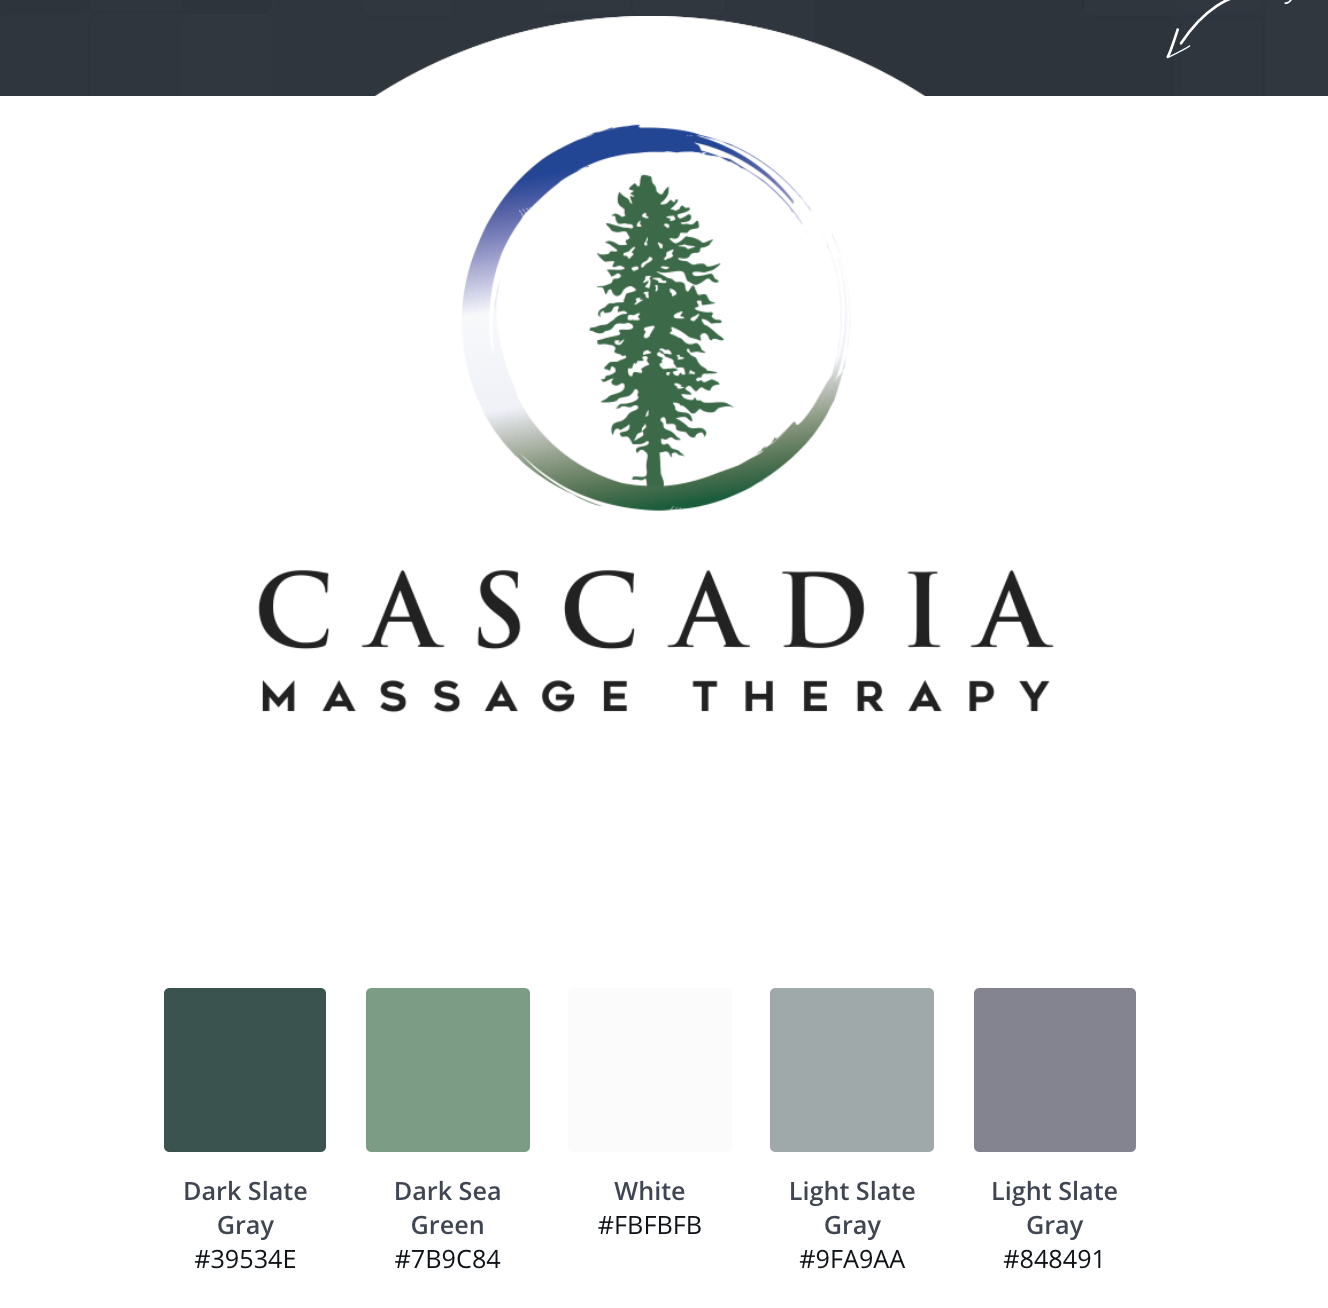 CASCADIA
MASSAGE THERAPY
Dark Slate
Gray
#39534E
Dark Sea
Green
#7B9C84
White
#FBFBFB
Light Slate
Gray
#9FA9AA
Light Slate
Gray
#848491